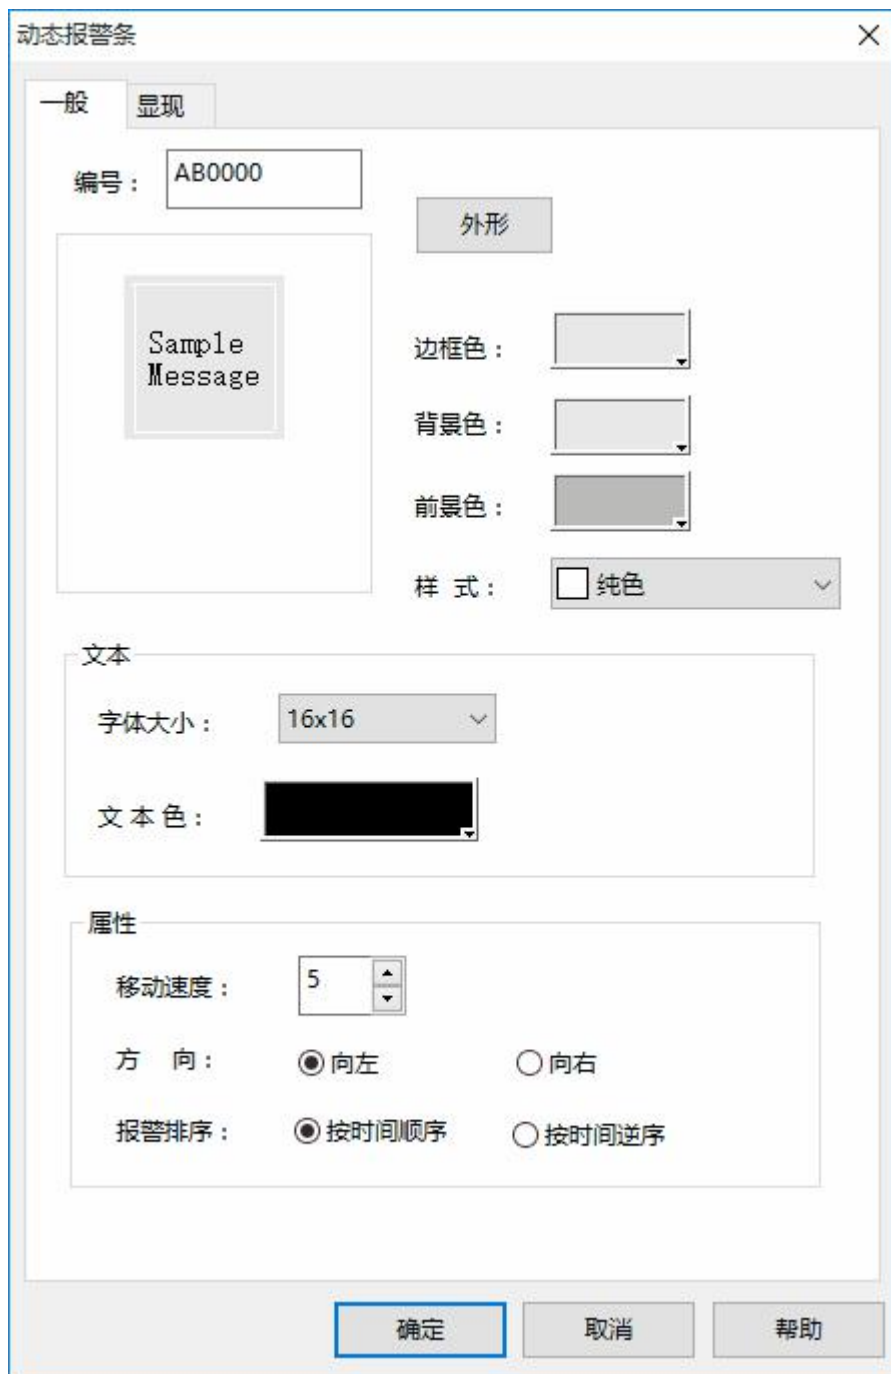 动态报警条
一般 显现
编号： AB0000
外形
Sample
Message
边框色：
背景色：
前景色：
样 式： 纯色
文本
字体大小： 16x16
文 本 色：
属性
移动速度： 5
方 向： 向左 向右
报警排序： 按时间顺序 按时间逆序
确定 取消 帮助